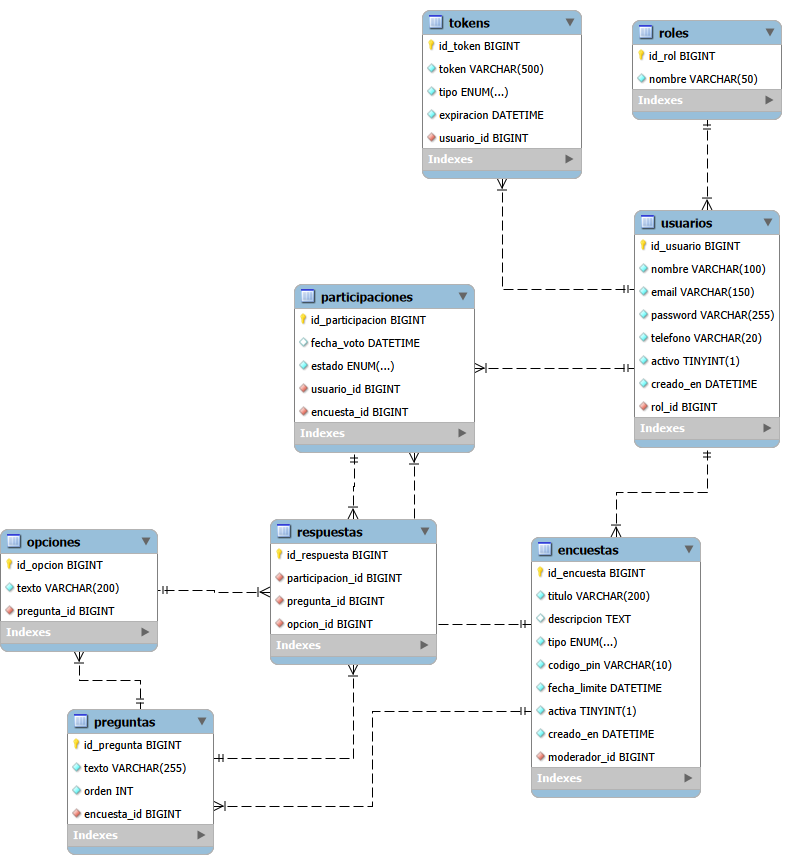 tokens
id_token BIGINT
token VARCHAR(500)
tipo ENUM(...)
expiracion DATETIME
usuario_id BIGINT
Indexes
roles
id_rol BIGINT
nombre VARCHAR(50)
Indexes
usuarios
id_usuario BIGINT
nombre VARCHAR(100)
email VARCHAR(150)
password VARCHAR(255)
telefono VARCHAR(20)
activo TINYINT(1)
creado_en DATETIME
rol_id BIGINT
Indexes
participaciones
id_participacion BIGINT
fecha_voto DATETIME
estado ENUM(...)
usuario_id BIGINT
encuesta_id BIGINT
Indexes
respuestas
id_respuesta BIGINT
participacion_id BIGINT
pregunta_id BIGINT
opcion_id BIGINT
Indexes
opciones
id_opcion BIGINT
texto VARCHAR(200)
pregunta_id BIGINT
Indexes
encuestas
id_encuesta BIGINT
titulo VARCHAR(200)
descripcion TEXT
tipo ENUM(...)
codigo_pin VARCHAR(10)
fecha_limite DATETIME
activa TINYINT(1)
creado_en DATETIME
moderador_id BIGINT
Indexes
preguntas
id_pregunta BIGINT
texto VARCHAR(255)
orden INT
encuesta_id BIGINT
Indexes